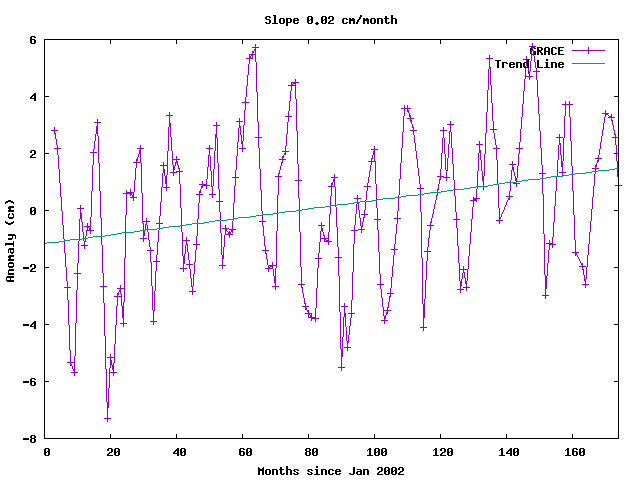 Slope 0.02 cm/month
GRACE
Trend Line
6
4
2
0
-2
-4
-6
-8
Anomaly (cm)
0 20 40 60 80 100 120 140 160
Months since Jan 2002